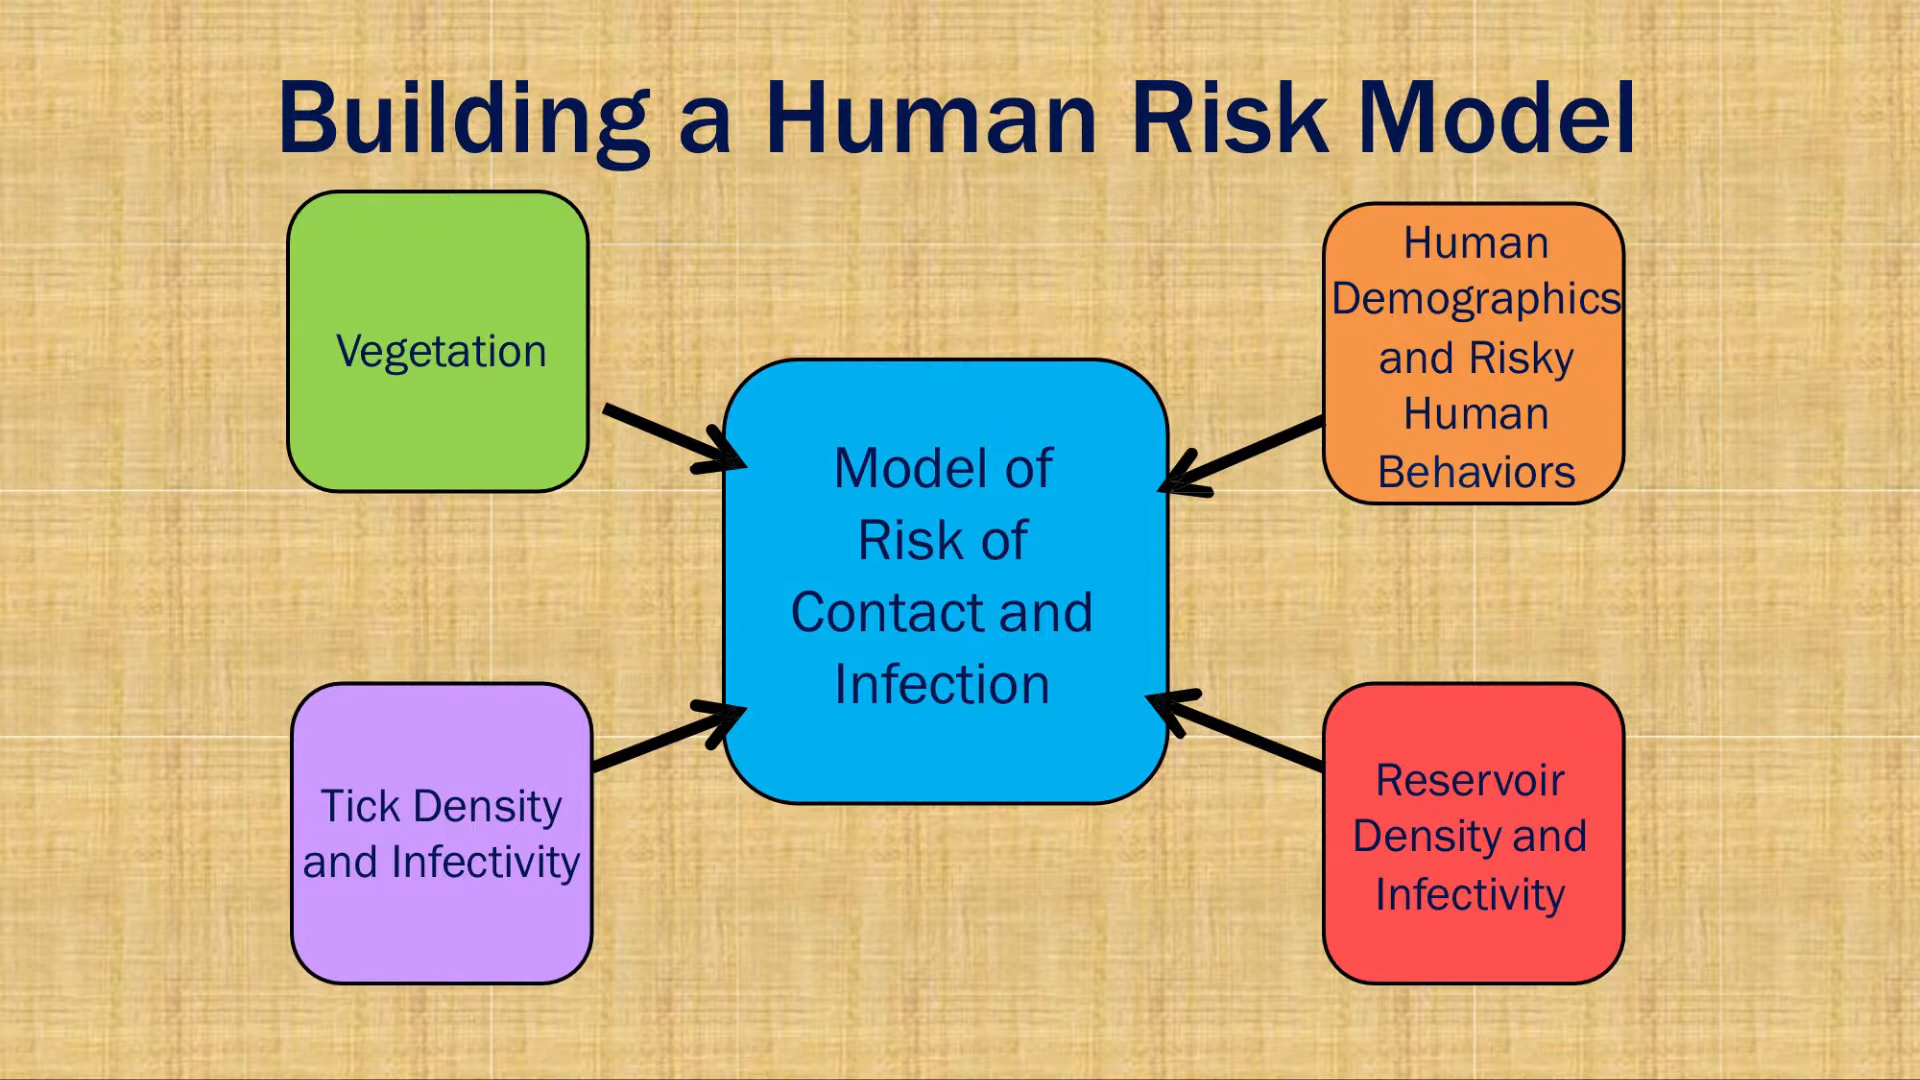 Building a Human Risk Model
Vegetation
Human
Demographics
and Risky
Human
Behaviors
Model of
Risk of
Contact and
Infection
Tick Density
and Infectivity
Reservoir
Density and
Infectivity